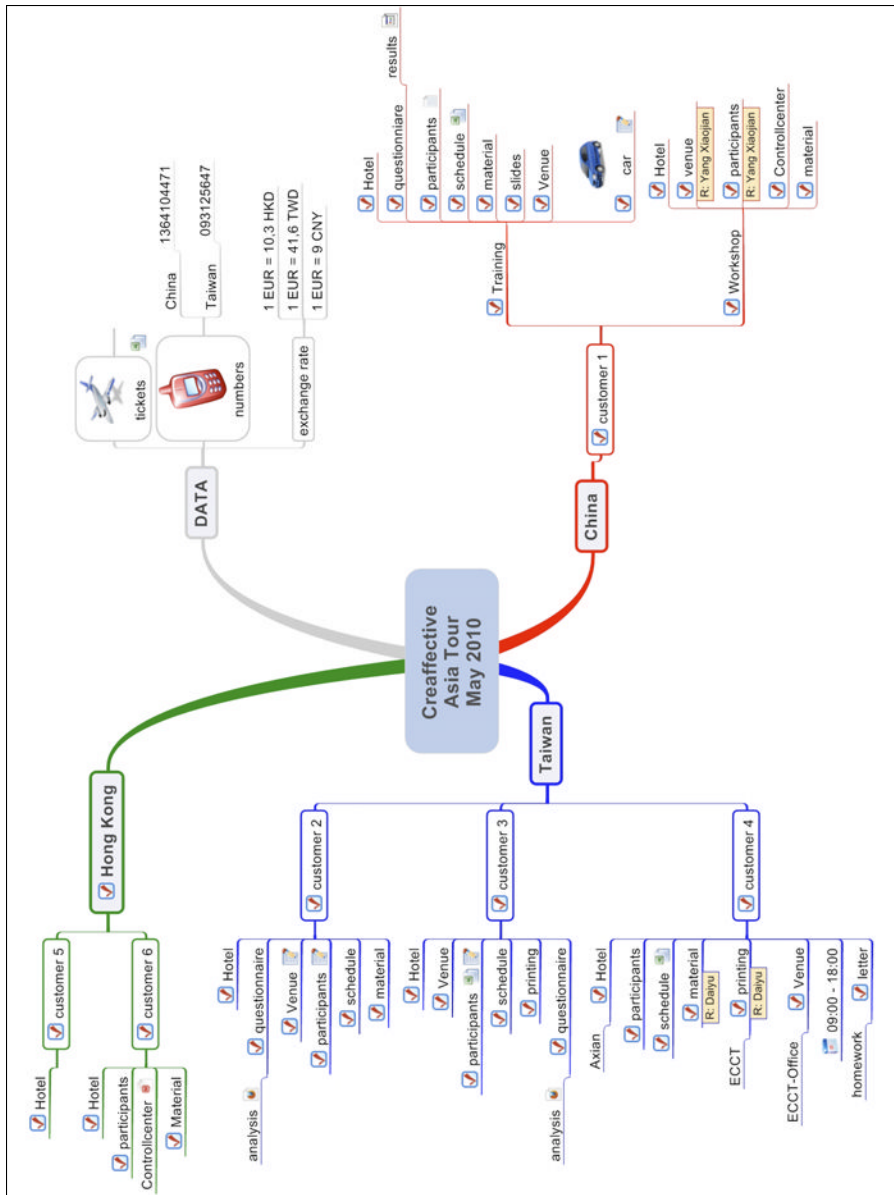 Creaffective
Asia Tour
May 2010
DATA
tickets
numbers
China
1364104471
Taiwan
093125647
exchange rate
1 EUR = 10,3 HKD
1 EUR = 41,6 TWD
1 EUR = 9 CNY
China
customer 1
Training
Hotel
questionniare
results
participants
schedule
material
slides
Venue
car
Workshop
Hotel
venue
R: Yang Xiaojian
participants
R: Yang Xiaojian
Controllcenter
material
Taiwan
customer 2
Hotel
questionnaire
analysis
Venue
participants
schedule
material
customer 3
Hotel
Venue
participants
schedule
printing
questionnaire
analysis
customer 4
Hotel
Axian
participants
schedule
material
R: Daiyu
printing
R: Daiyu
ECCT
Venue
ECCT-Office
09:00 - 18:00
letter
homework
Hong Kong
customer 5
Hotel
customer 6
Hotel
participants
Controllcenter
Material